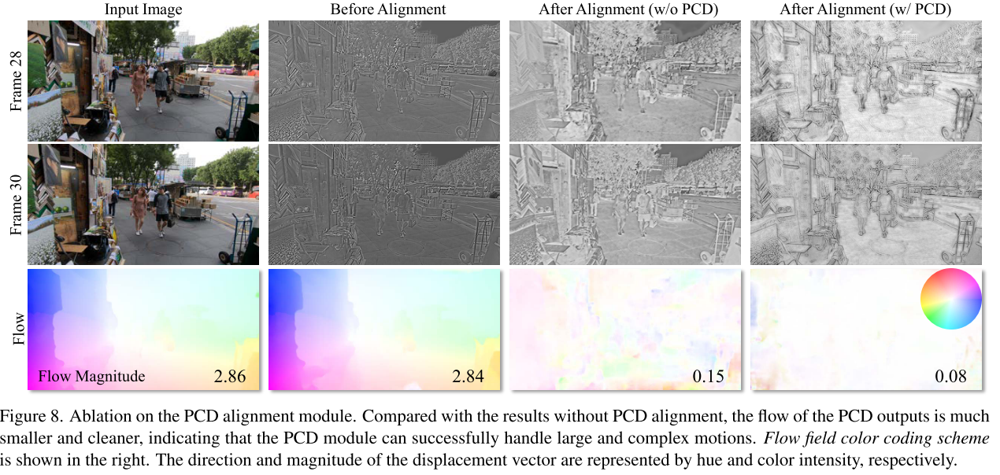 Input Image
Before Alignment
After Alignment (w/o PCD)
After Alignment (w/ PCD)
Frame 28
Frame 30
Flow
Flow Magnitude
2.86
2.84
0.15
0.08
Figure 8. Ablation on the PCD alignment module. Compared with the results without PCD alignment, the flow of the PCD outputs is much
smaller and cleaner, indicating that the PCD module can successfully handle large and complex motions. Flow field color coding scheme
is shown in the right. The direction and magnitude of the displacement vector are represented by hue and color intensity, respectively.